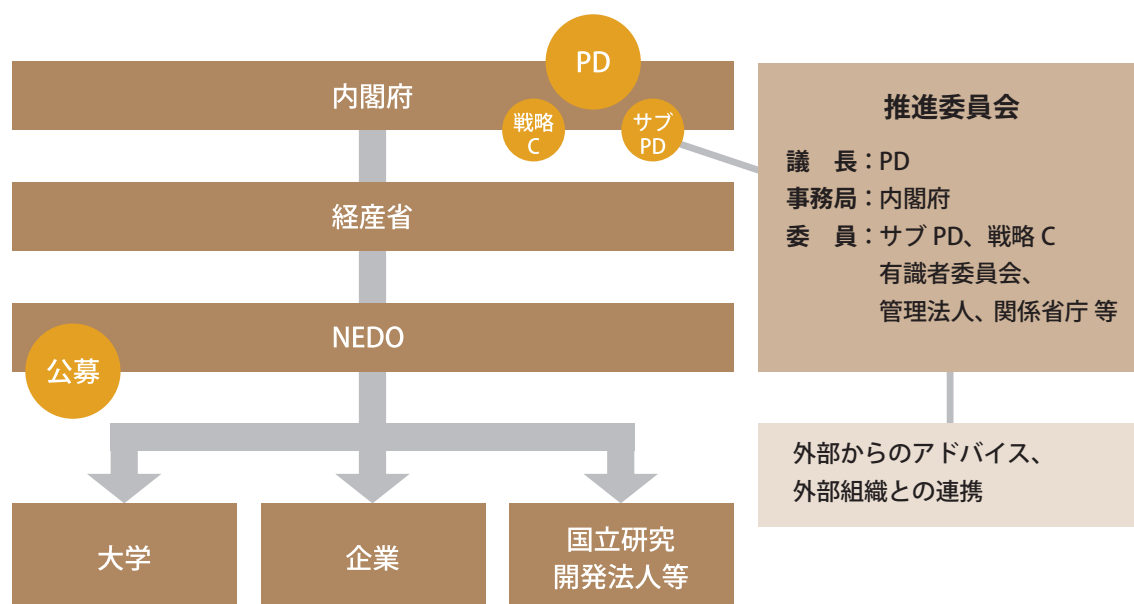 PD
内閣府
戦略
C
サブ
PD
経産省
NEDO
公募
大学
企業
国立研究
開発法人等
推進委員会
議　長：PD
事務局：内閣府
委　員：サブ PD、戦略 C
有識者委員会、
管理法人、関係省庁 等
外部からのアドバイス、
外部組織との連携